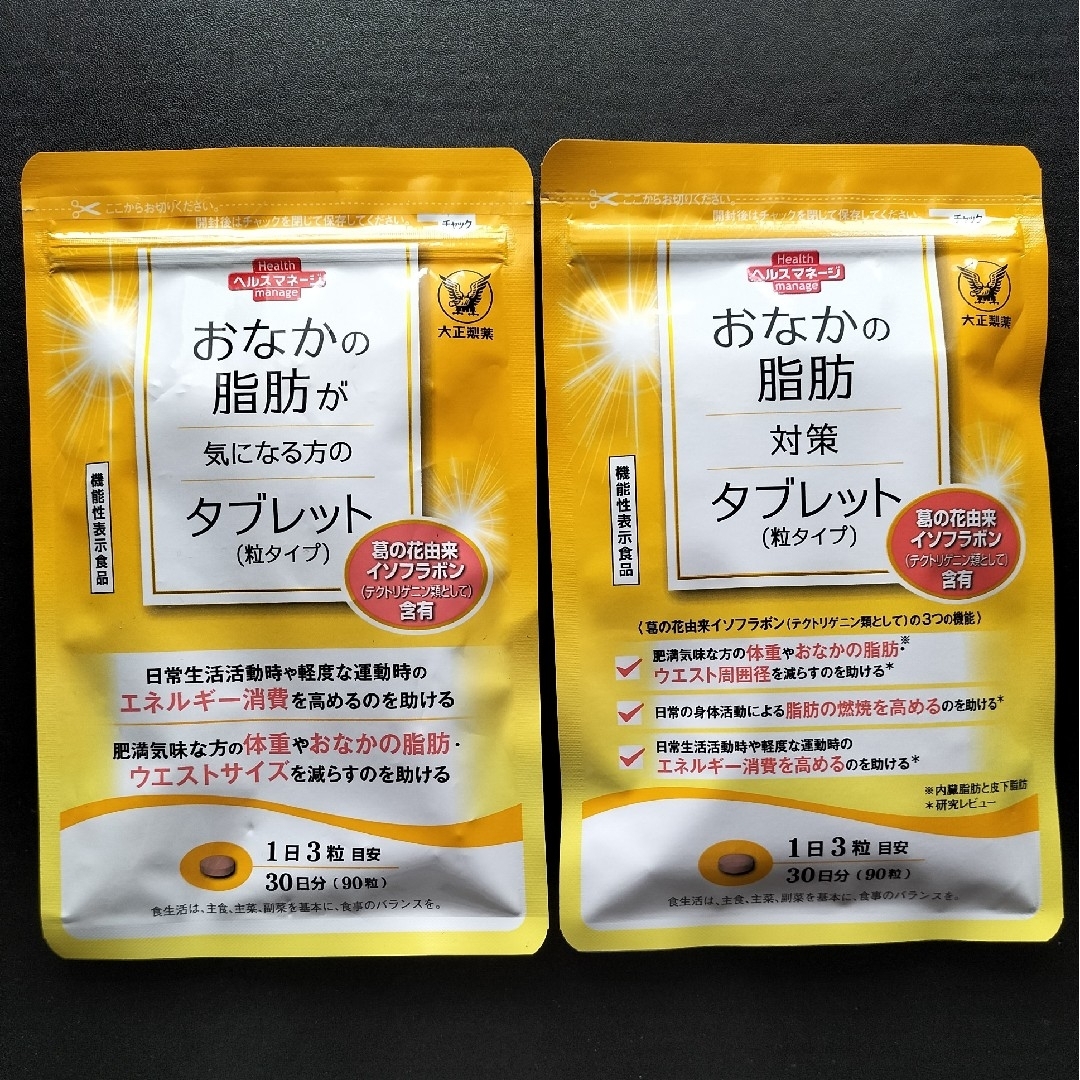 ここからお切りください。
開封後はチャックを閉じて保存してください。
チャック
Health
ヘルスマネージ
manage
大正製薬
おなかの
脂肪が
気になる方の
タブレット
(粒タイプ)
機能性表示食品
葛の花由来
イソフラボン
(テクトリゲニン類として)
含有
日常生活活動時や軽度な運動時の
エネルギー消費を高めるのを助ける
肥満気味な方の体重やおなかの脂肪・
ウエストサイズを減らすのを助ける
1日3粒 目安
30日分(90粒)
食生活は、主食、主菜、副菜を基本に、食事のバランスを。
ここからお切りください。
開封後はチャックを閉じて保存してください。
チャック
Health
ヘルスマネージ
manage
大正製薬
おなかの
脂肪
対策
タブレット
(粒タイプ)
機能性表示食品
葛の花由来
イソフラボン
(テクトリゲニン類として)
含有
〈葛の花由来イソフラボン(テクトリゲニン類として)の3つの機能〉
肥満気味な方の体重やおなかの脂肪※・
ウエスト周囲径を減らすのを助ける*
日常の身体活動による脂肪の燃焼を高めるのを助ける*
日常生活活動時や軽度な運動時の
エネルギー消費を高めるのを助ける*
※内臓脂肪と皮下脂肪
*研究レビュー
1日3粒 目安
30日分(90粒)
食生活は、主食、主菜、副菜を基本に、食事のバランスを。